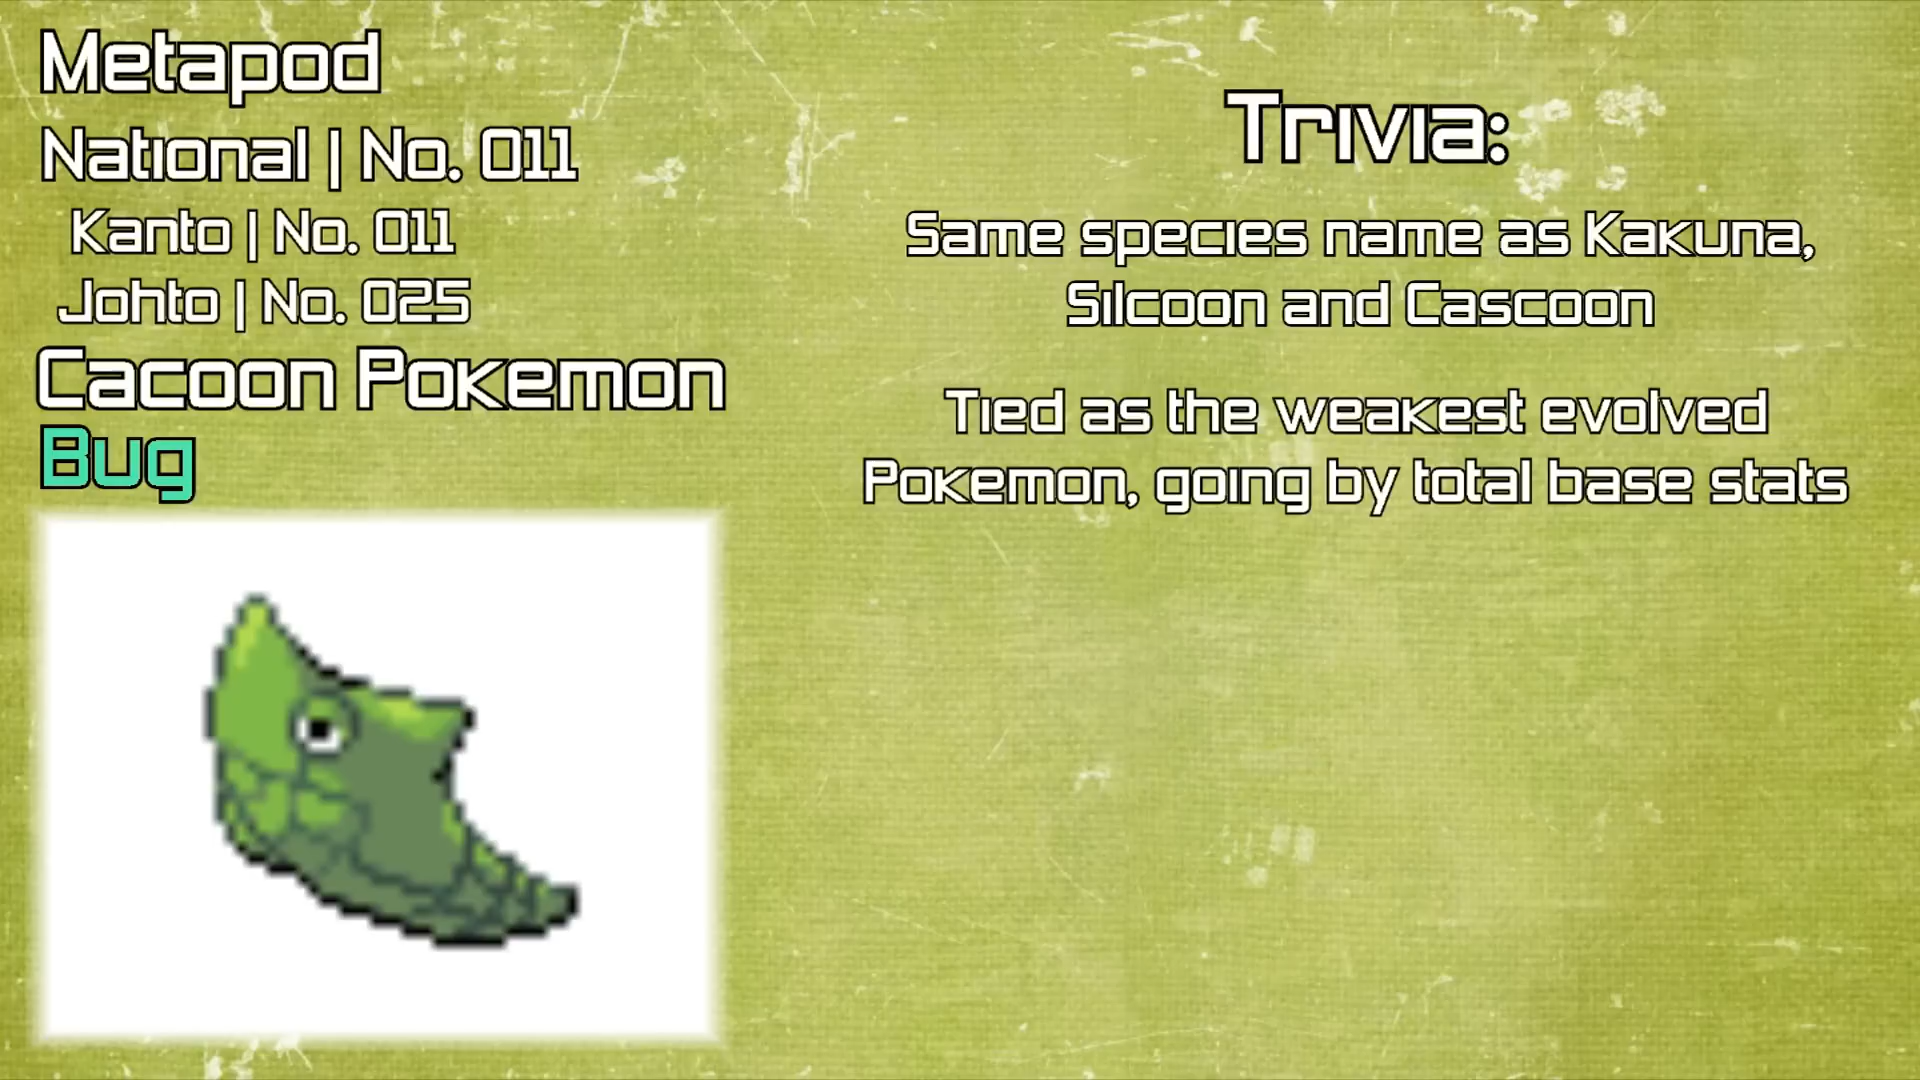 Metapod
National | No. 011
Kanto | No. 011
Johto | No. 025
Cacoon Pokemon
Bug
Trivia:
Same species name as Kakuna,
Silcoon and Cascoon
Tied as the weakest evolved
Pokemon, going by total base stats